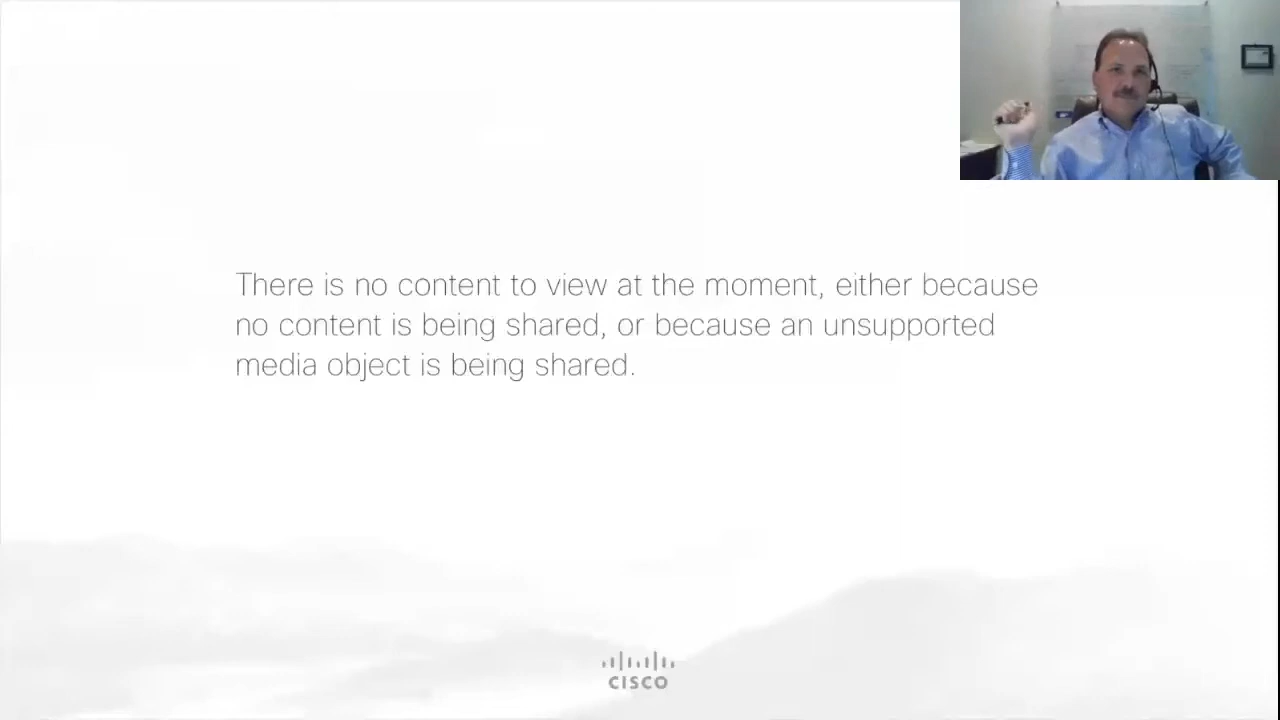 There is no content to view at the moment, either because
no content is being shared, or because an unsupported
media object is being shared.
CISCO